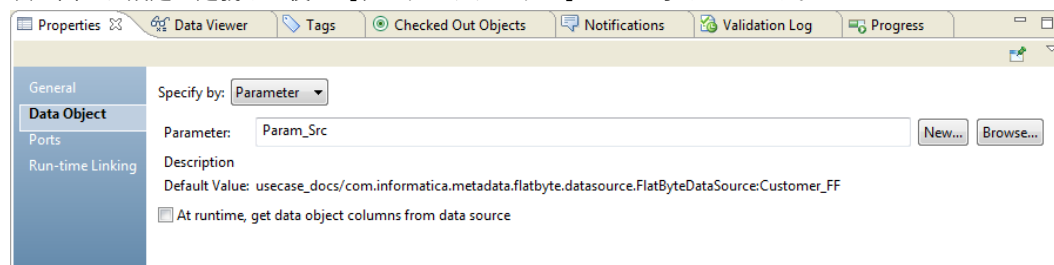 Properties
Data Viewer
Tags
Checked Out Objects
Notifications
Validation Log
Progress
General
Data Object
Ports
Run-time Linking
Specify by: Parameter
Parameter: Param_Src New... Browse...
Description
Default Value: usecase_docs/com.informatica.metadata.flatbyte.datasource.FlatByteDataSource:Customer_FF
At runtime, get data object columns from data source